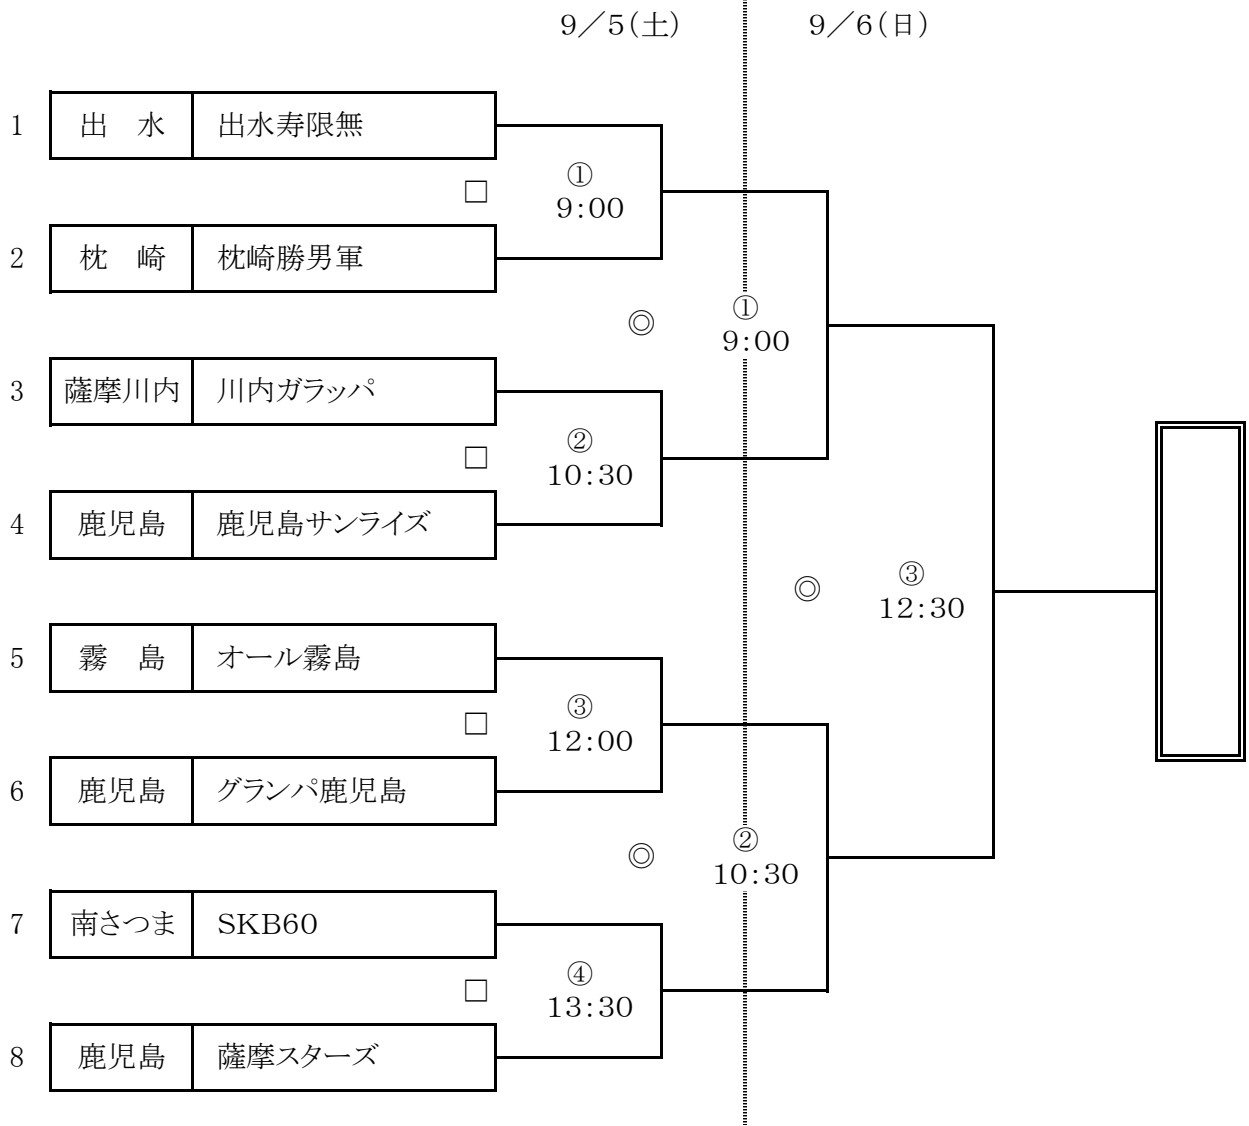 9／5(土)　9／6(日)
1　出　水　出水寿限無
□　①
9:00
2　枕　崎　枕崎勝男軍
◎　①
9:00
3　薩摩川内　川内ガラッパ
□　②
10:30
4　鹿児島　鹿児島サンライズ
◎　③
12:30
5　霧　島　オール霧島
□　③
12:00
6　鹿児島　グランパ鹿児島
◎　②
10:30
7　南さつま　SKB60
□　④
13:30
8　鹿児島　薩摩スターズ